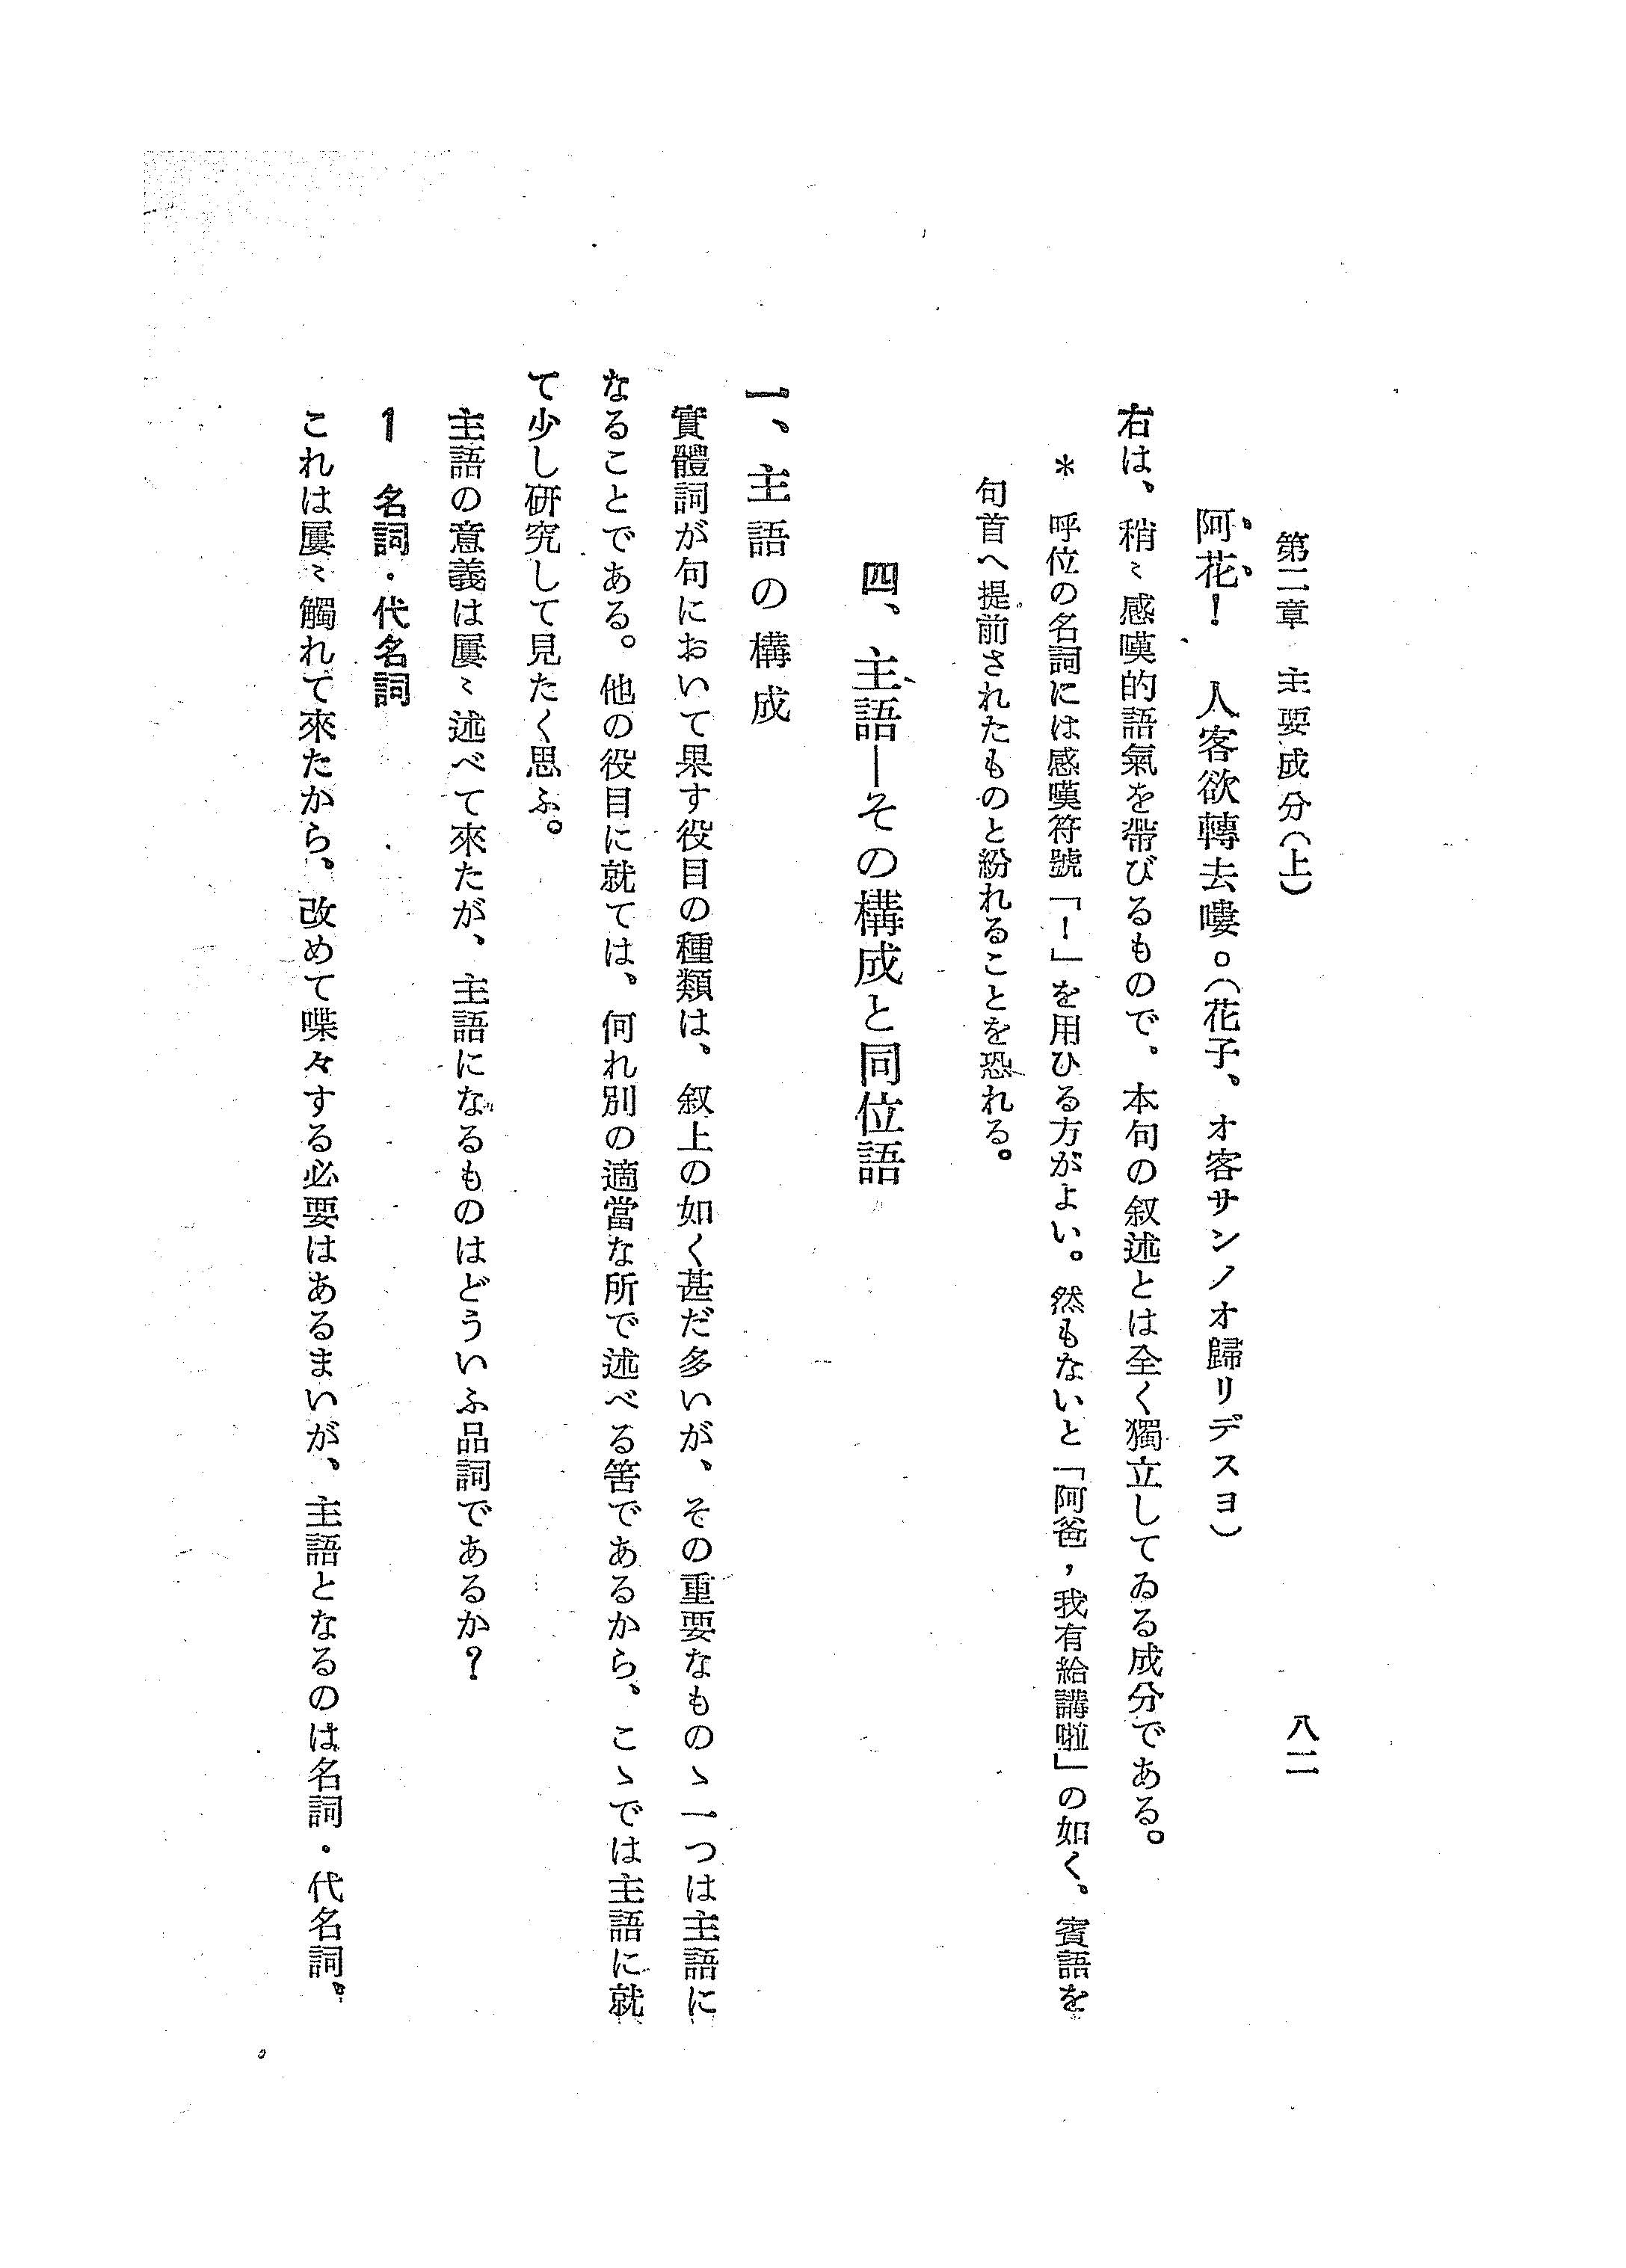 第二章　主要成分(上)
八二
阿花！　人客欲轉去嘍。(花子、オ客サンノオ歸リデスヨ)
右は、稍〻感嘆的語氣を帶びるもので、本句の叙述とは全く獨立してゐる成分である。
＊　呼位の名詞には感嘆符號「！」を用ひる方がよい。然もないと「阿爸，我有給講啦」の如く、賓語を
句首へ提前されたものと紛れることを恐れる。
四、主語―その構成と同位語
一、主語の構成
實體詞が句において果す役目の種類は、叙上の如く甚だ多いが、その重要なものゝ一つは主語に
なることである。他の役目に就ては、何れ別の適當な所で述べる筈であるから、こゝでは主語に就
て少し研究して見たく思ふ。
主語の意義は屢〻述べて來たが、主語になるものはどういふ品詞であるか？
1　名詞・代名詞
これは屢〻觸れて來たから、改めて喋々する必要はあるまいが、主語となるのは名詞・代名詞。